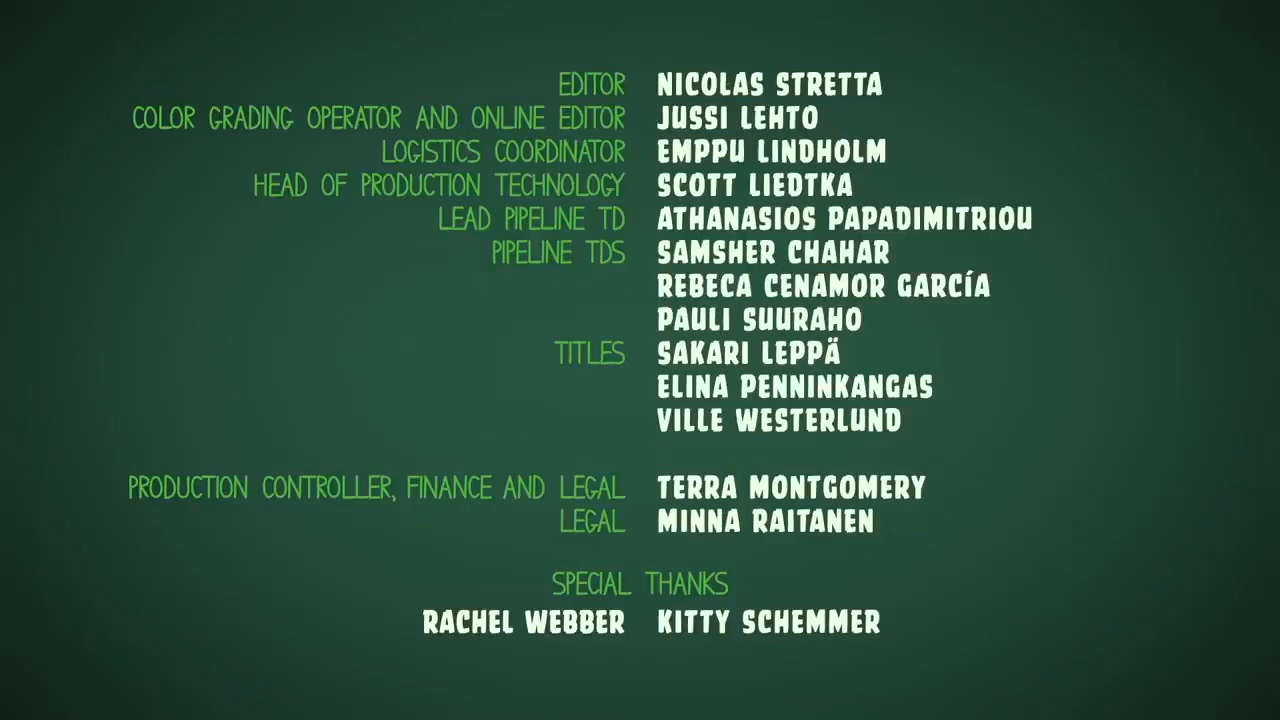 EDITOR NICOLAS STRETTA
COLOR GRADING OPERATOR AND ONLINE EDITOR JUSSI LEHTO
LOGISTICS COORDINATOR EMPPU LINDHOLM
HEAD OF PRODUCTION TECHNOLOGY SCOTT LIEDTKA
LEAD PIPELINE TD ATHANASIOS PAPADIMITRIOU
PIPELINE TDS SAMSHER CHAHAR
REBECA CENAMOR GARCÍA
PAULI SUURAHO
TITLES SAKARI LEPPÄ
ELINA PENNINKANGAS
VILLE WESTERLUND
PRODUCTION CONTROLLER, FINANCE AND LEGAL TERRA MONTGOMERY
LEGAL MINNA RAITANEN
SPECIAL THANKS
RACHEL WEBBER KITTY SCHEMMER